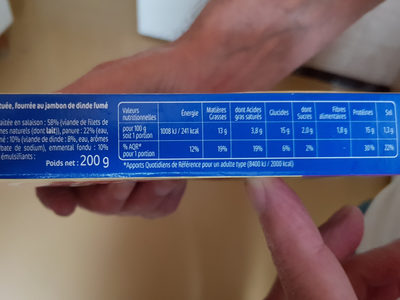 tuée, fourrée au jambon de dinde fumé
aitée en salaison : 58% (viande de filets de
mes naturels (dont lait)), panure : 22% (eau,
mé : 10% (viande de dinde : 8%, eau, arômes
bate de sodium), emmental fondu : 10%
émulsifiants :
Poids net : 200 g
Valeurs nutritionnelles Énergie Matières Grasses dont Acides gras saturés Glucides dont Sucres Fibres alimentaires Protéines Sel
pour 100 g soit 1 portion 1008 kJ / 241 kcal 13 g 3,8 g 15 g 2,0 g 1,8 g 15 g 1,3 g
% AQR* pour 1 portion 12% 19% 19% 6% 2% 30% 22%
*Apports Quotidiens de Référence pour un adulte type (8400 kJ / 2000 kcal)